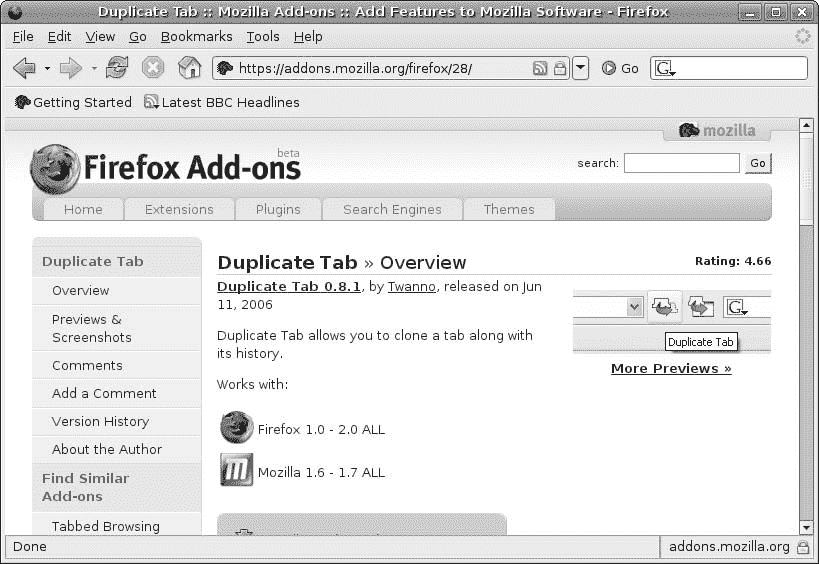 Duplicate Tab :: Mozilla Add-ons :: Add Features to Mozilla Software - Firefox
File Edit View Go Bookmarks Tools Help
https://addons.mozilla.org/firefox/28/ Go G
Getting Started Latest BBC Headlines
mozilla
Firefox Add-ons beta
search: Go
Home Extensions Plugins Search Engines Themes
Duplicate Tab
Overview
Previews &
Screenshots
Comments
Add a Comment
Version History
About the Author
Find Similar
Add-ons
Tabbed Browsing
Duplicate Tab » Overview
Rating: 4.66
Duplicate Tab 0.8.1, by Twanno, released on Jun
11, 2006
Duplicate Tab allows you to clone a tab along with
its history.
Works with:
Firefox 1.0 - 2.0 ALL
m
Mozilla 1.6 - 1.7 ALL
G
Duplicate Tab
More Previews »
Done
addons.mozilla.org